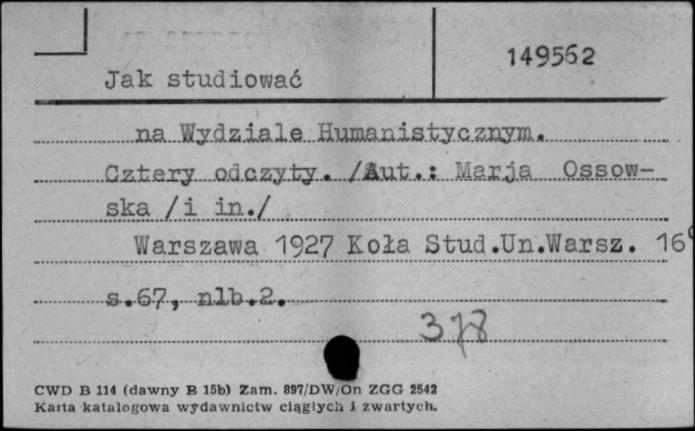 149562
Jak studiować
na Wydziale Humanistycznym.
Cztery odczyty. /Aut.: Marja Ossow-
ska /i in./
Warszawa 1927 Koła Stud.Un.Warsz. 16°
s.67, nlb.2.
378
CWD B 114 (dawny B 15b) Zam. 897/DW/On ZGG 2542
Karta katalogowa wydawnictw ciągłych i zwartych.